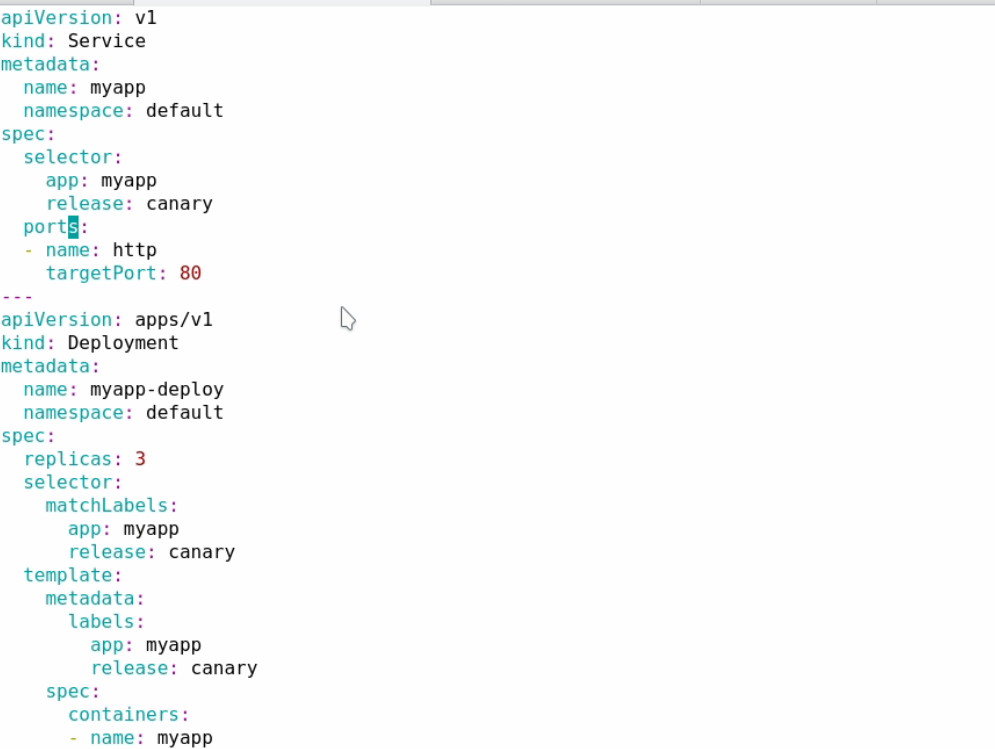 apiVersion: v1
kind: Service
metadata:
  name: myapp
  namespace: default
spec:
  selector:
    app: myapp
    release: canary
  ports:
  - name: http
    targetPort: 80
---
apiVersion: apps/v1
kind: Deployment
metadata:
  name: myapp-deploy
  namespace: default
spec:
  replicas: 3
  selector:
    matchLabels:
      app: myapp
      release: canary
  template:
    metadata:
      labels:
        app: myapp
        release: canary
    spec:
      containers:
      - name: myapp